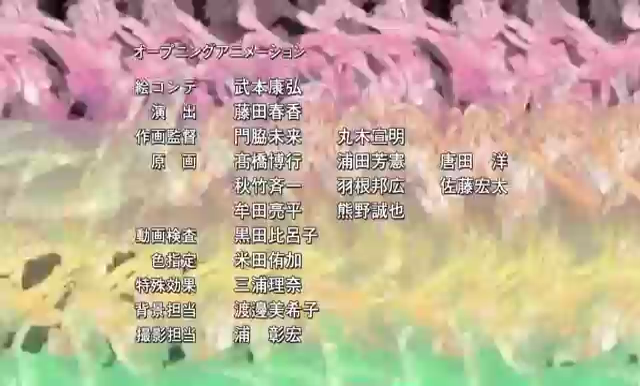 オープニングアニメーション
絵コンテ 武本康弘
演 出 藤田春香
作画監督 門脇未来 丸木宣明
原 画 髙橋博行 浦田芳憲 唐田 洋
秋竹斉一 羽根邦広 佐藤宏太
牟田亮平 熊野誠也
動画検査 黒田比呂子
色指定 米田侑加
特殊効果 三浦理奈
背景担当 渡邊美希子
撮影担当 浦 彰宏